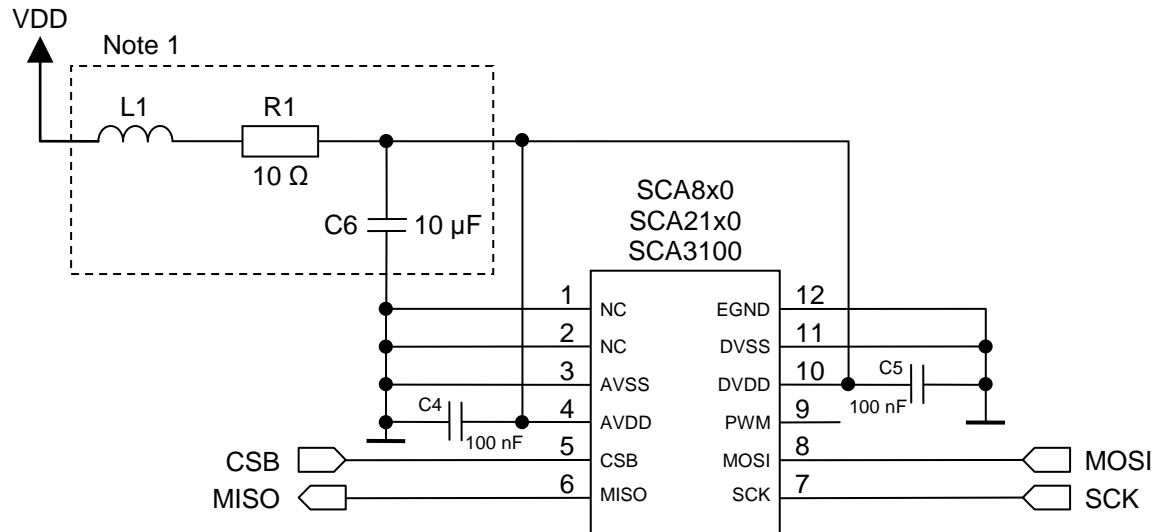 VDD
Note 1
L1
R1
10 Ω
C6
10 µF
SCA8x0
SCA21x0
SCA3100
1
NC
EGND
12
2
NC
DVSS
11
3
AVSS
DVDD
10
C5
100 nF
C4
100 nF
4
AVDD
PWM
9
CSB
5
CSB
MOSI
8
MOSI
MISO
6
MISO
SCK
7
SCK